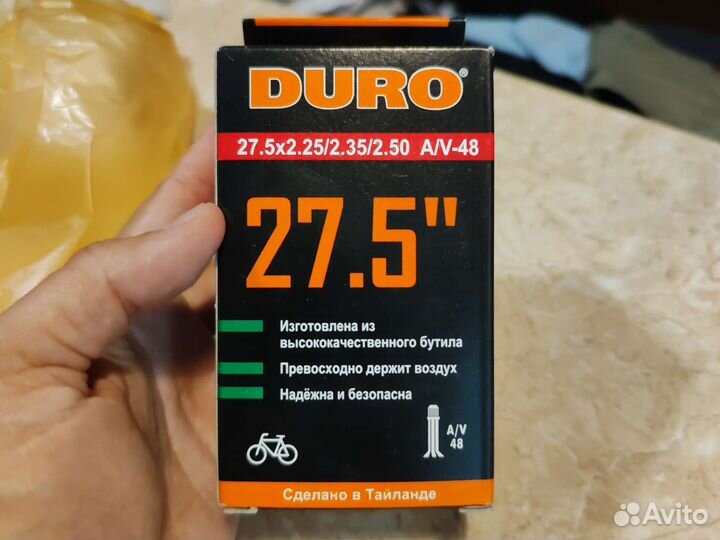 DURO®
27.5x2.25/2.35/2.50 A/V-48
27.5"
Изготовлена из
высококачественного бутила
Превосходно держит воздух
Надёжна и безопасна
A/V
48
Сделано в Тайланде
Avito